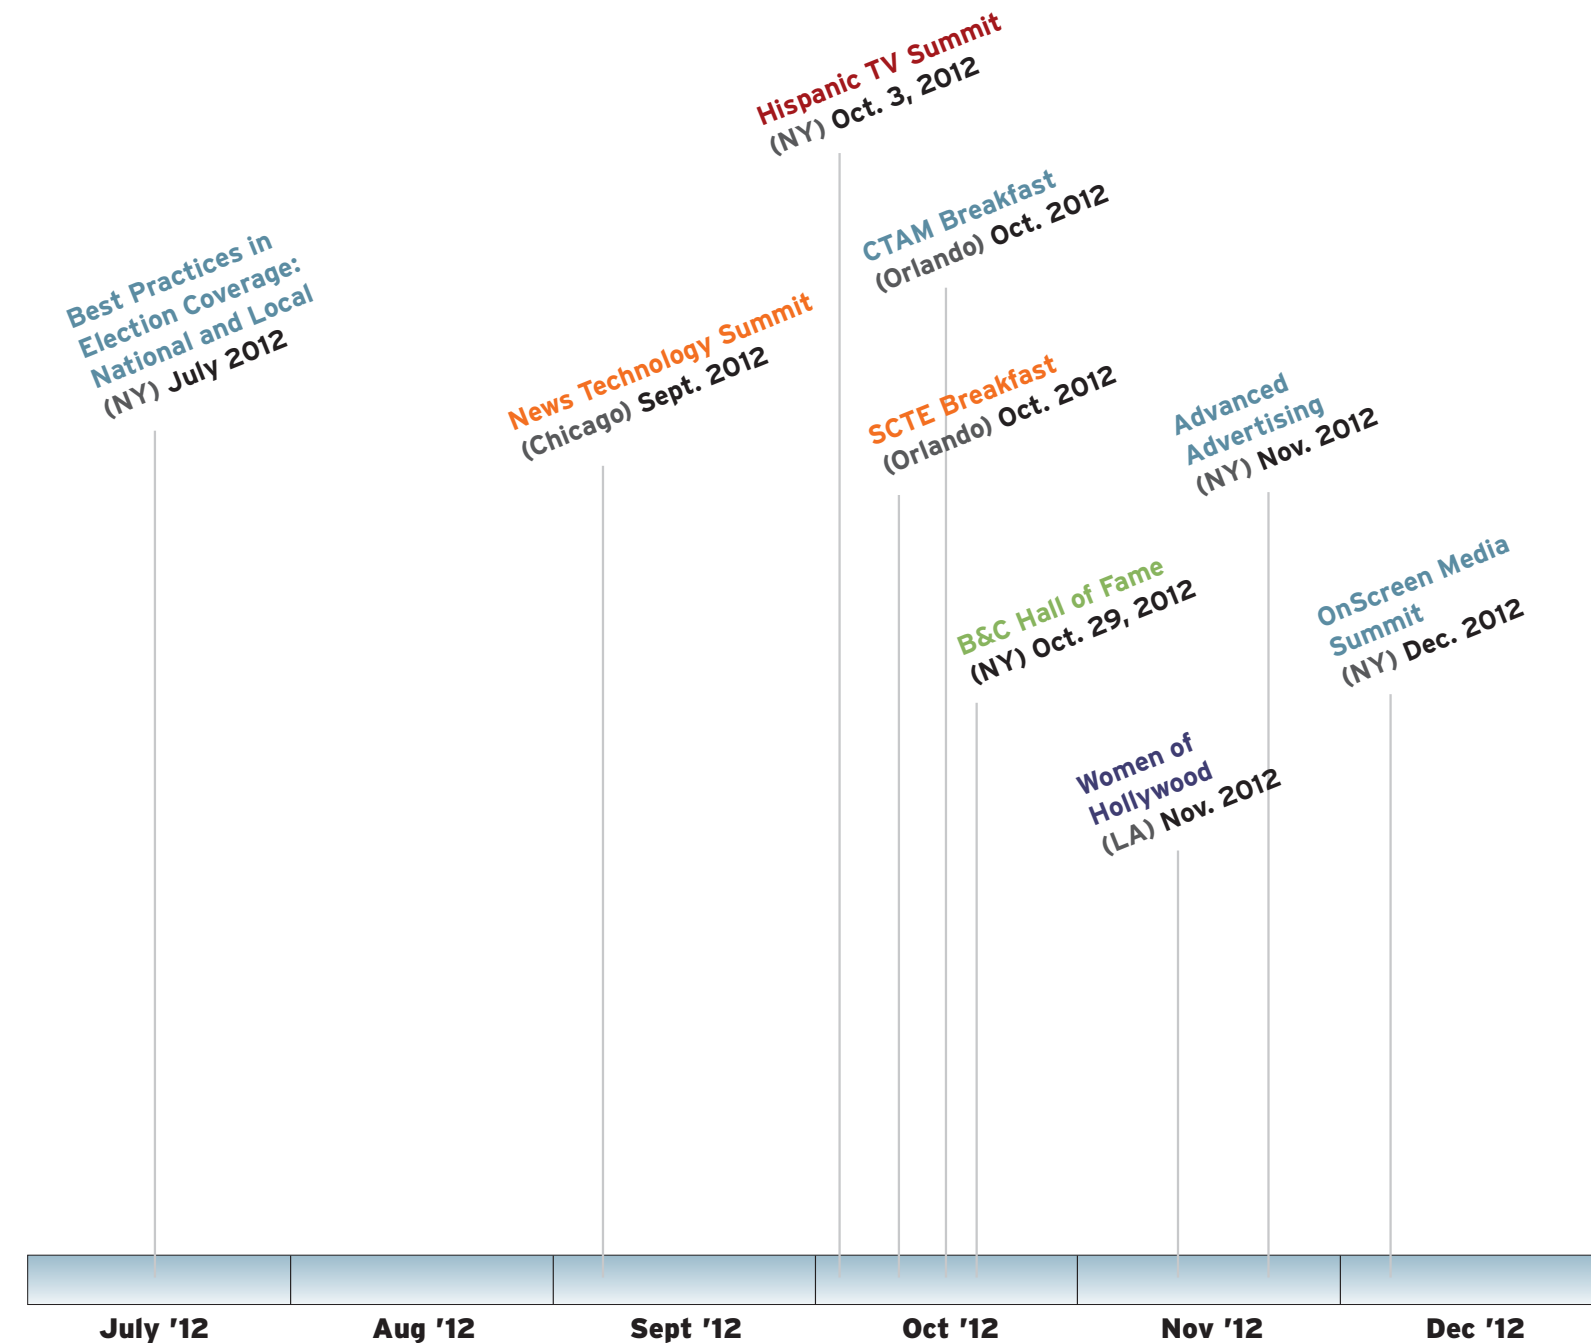 Hispanic TV Summit
(NY) Oct. 3, 2012
CTAM Breakfast
(Orlando) Oct. 2012
Best Practices in
Election Coverage:
National and Local
(NY) July 2012
News Technology Summit
(Chicago) Sept. 2012
SCTE Breakfast
(Orlando) Oct. 2012
Advanced
Advertising
(NY) Nov. 2012
B&C Hall of Fame
(NY) Oct. 29, 2012
OnScreen Media
Summit
(NY) Dec. 2012
Women of
Hollywood
(LA) Nov. 2012
July '12
Aug '12
Sept '12
Oct '12
Nov '12
Dec '12